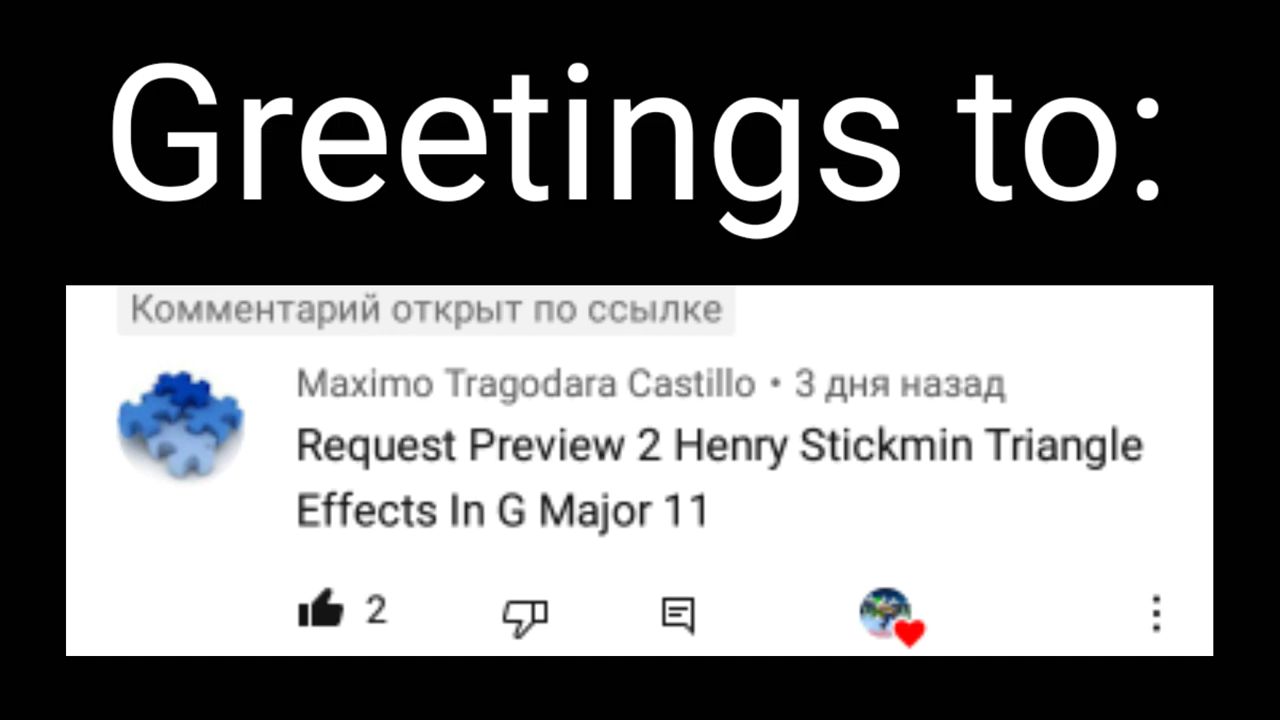 Greetings to:
Комментарий открыт по ссылке
Maximo Tragodara Castillo • 3 дня назад
Request Preview 2 Henry Stickmin Triangle
Effects In G Major 11
2